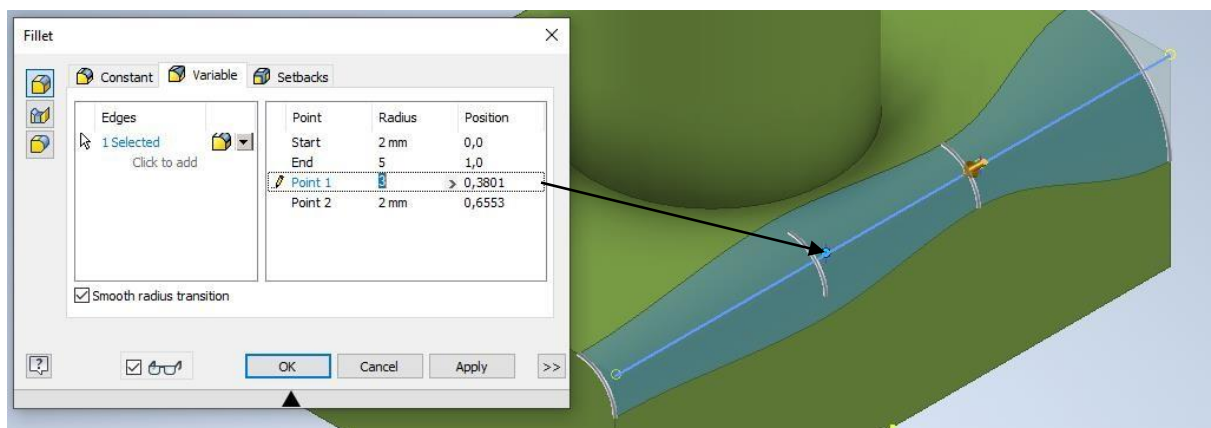 Fillet
Constant Variable Setbacks
Edges Point Radius Position
1 Selected Start 2 mm 0,0
Click to add End 5 1,0
Point 1 3 > 0,3801
Point 2 2 mm 0,6553
Smooth radius transition
? OK Cancel Apply >>